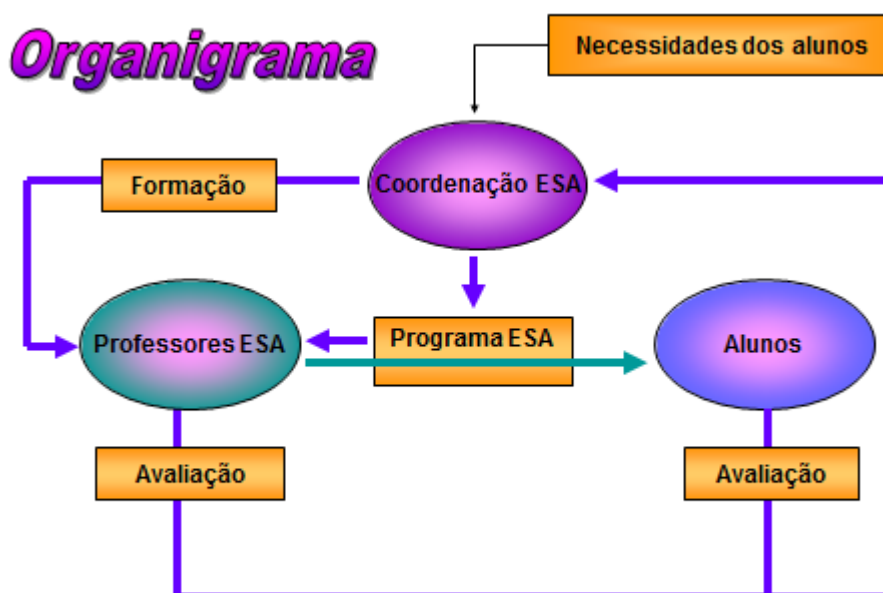 Organigrama
Necessidades dos alunos
Formação
Coordenação ESA
Professores ESA
Programa ESA
Alunos
Avaliação
Avaliação